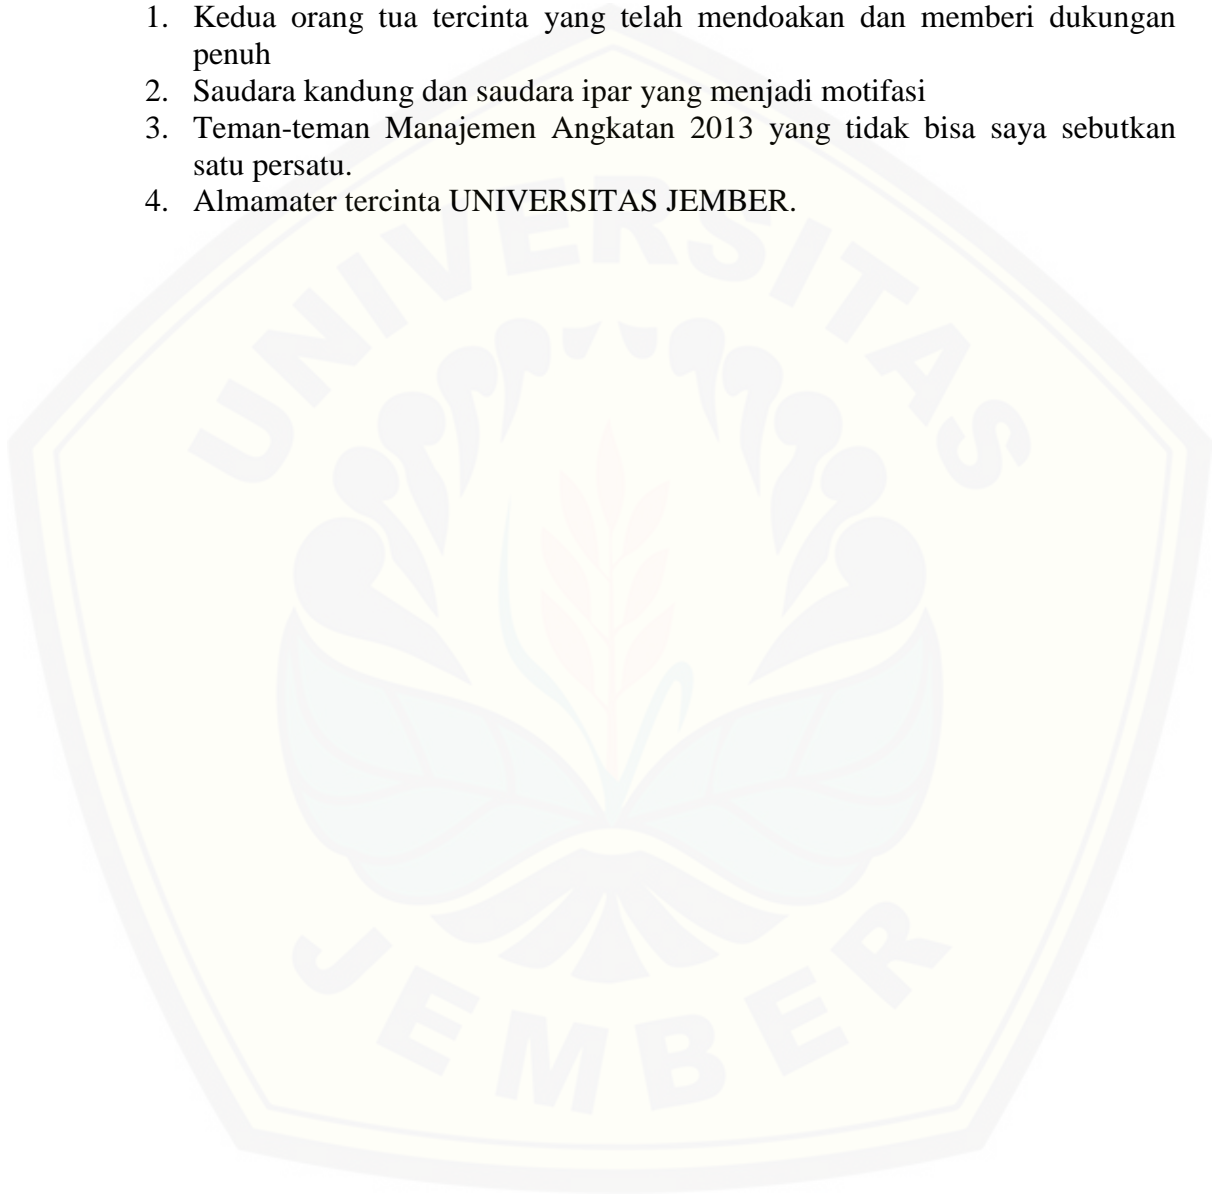 1. Kedua orang tua tercinta yang telah mendoakan dan memberi dukungan
penuh
2. Saudara kandung dan saudara ipar yang menjadi motifasi
3. Teman-teman Manajemen Angkatan 2013 yang tidak bisa saya sebutkan
satu persatu.
4. Almamater tercinta UNIVERSITAS JEMBER.
UNIVERSITAS
JEMBER